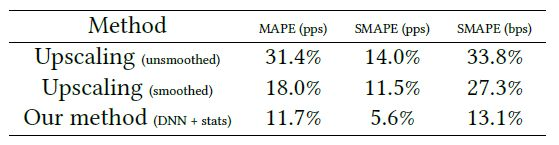 Method MAPE (pps) SMAPE (pps) SMAPE (bps)
Upscaling (unsmoothed) 31.4% 14.0% 33.8%
Upscaling (smoothed) 18.0% 11.5% 27.3%
Our method (DNN + stats) 11.7% 5.6% 13.1%